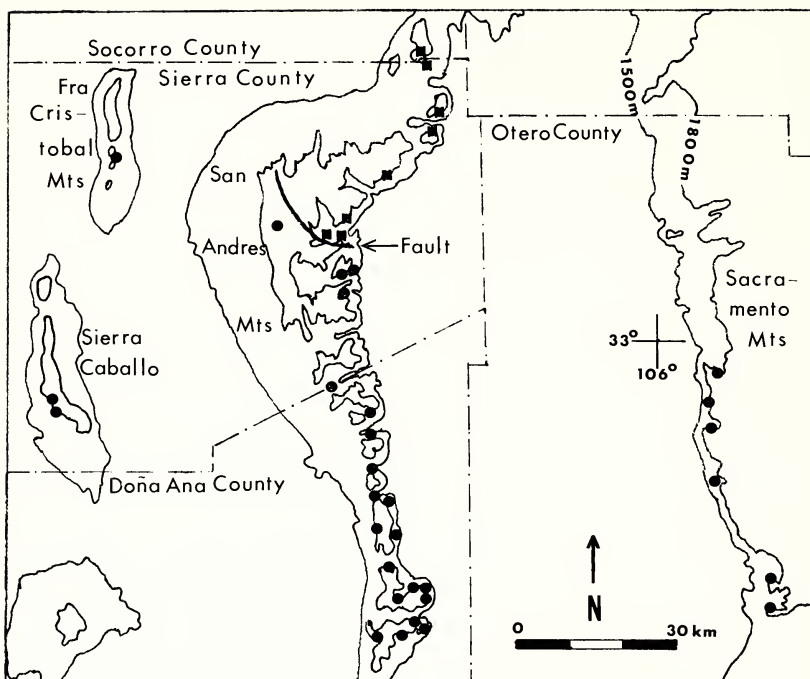 Socorro County
Sierra County
Fra
Cris-
tobal
Mts
San
Andres
Mts
Fault
Sierra
Caballo
Doña Ana County
Otero County
1500m
1800m
Sacra-
mento
Mts
33°
106°
N
0 30 km